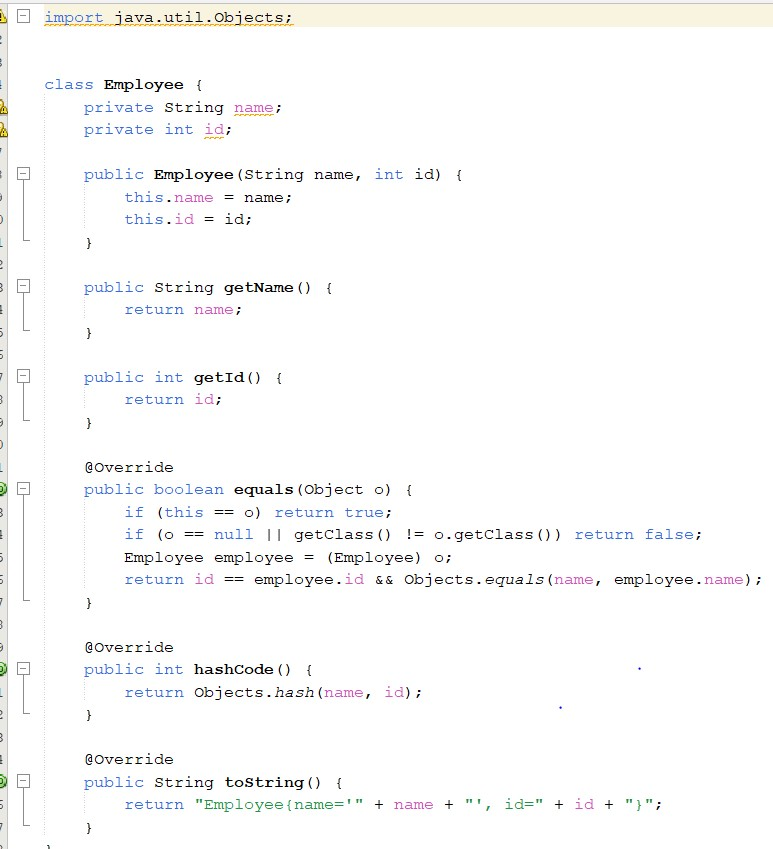 import java.util.Objects;
class Employee {
private String name;
private int id;
public Employee(String name, int id) {
this.name = name;
this.id = id;
}
public String getName() {
return name;
}
public int getId() {
return id;
}
@Override
public boolean equals(Object o) {
if (this == o) return true;
if (o == null || getClass() != o.getClass()) return false;
Employee employee = (Employee) o;
return id == employee.id && Objects.equals(name, employee.name);
}
@Override
public int hashCode() {
return Objects.hash(name, id);
}
@Override
public String toString() {
return "Employee{name='" + name + "', id=" + id + "}";
}